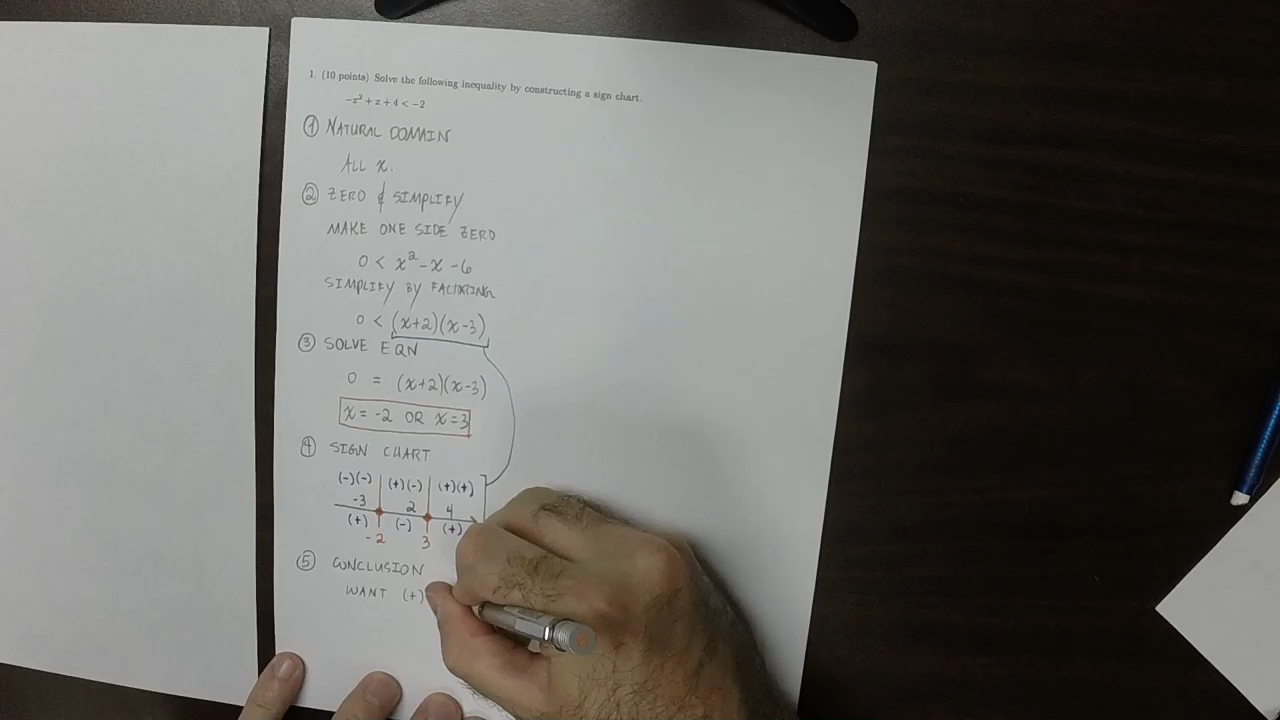 1. (10 points) Solve the following inequality by constructing a sign chart.
-x² + x + 4 < -2
① NATURAL DOMAIN
ALL x.
② ZERO & SIMPLIFY
MAKE ONE SIDE ZERO
0 < x² - x - 6
SIMPLIFY BY FACTORING
0 < (x+2)(x-3)
③ SOLVE EQN
0 = (x+2)(x-3)
x = -2 OR x = 3
④ SIGN CHART
(-)(-) (+)(-) (+)(+)
-3 2 4
(+) (-) (+)
-2 3
⑤ CONCLUSION
WANT (+)